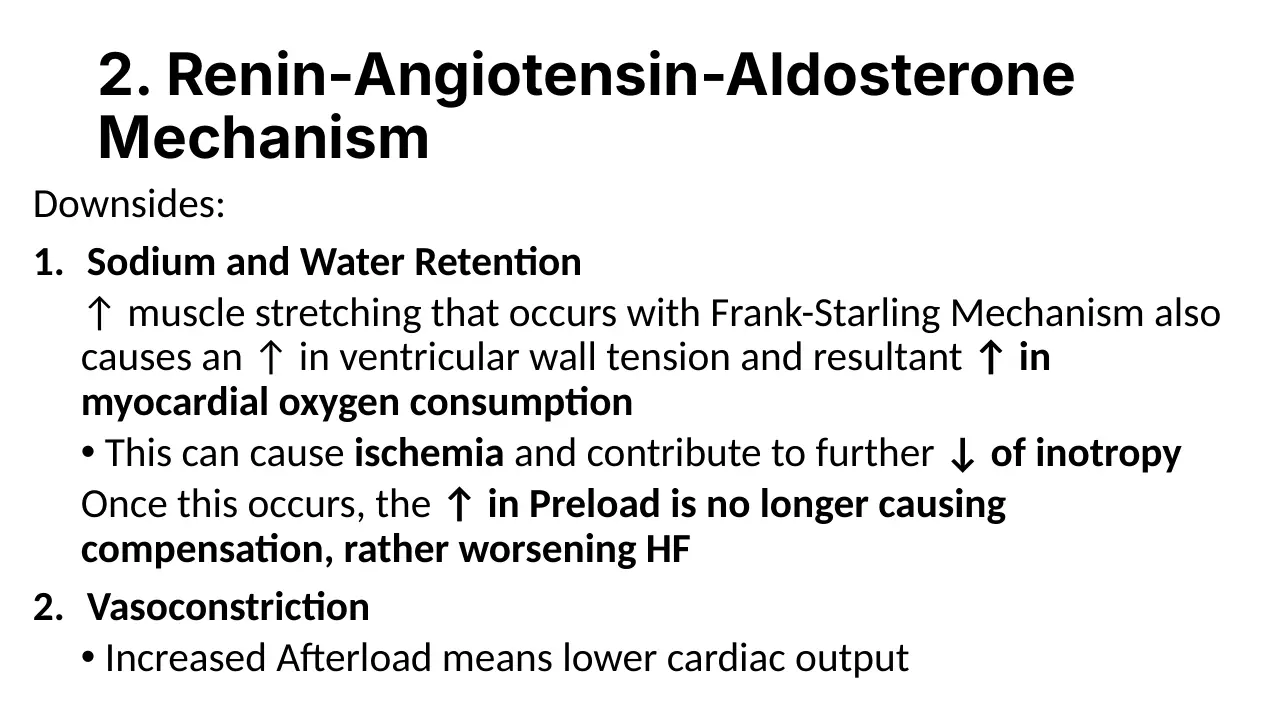 2. Renin-Angiotensin-Aldosterone
Mechanism
Downsides:
1. Sodium and Water Retention
↑ muscle stretching that occurs with Frank-Starling Mechanism also
causes an ↑ in ventricular wall tension and resultant ↑ in
myocardial oxygen consumption
• This can cause ischemia and contribute to further ↓ of inotropy
Once this occurs, the ↑ in Preload is no longer causing
compensation, rather worsening HF
2. Vasoconstriction
• Increased Afterload means lower cardiac output